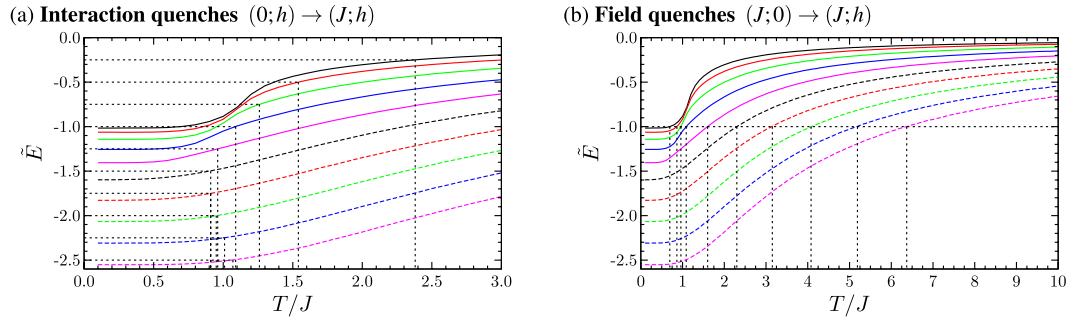 (a) Interaction quenches (0; h) → (J; h)
0.0
-0.5
-1.0
-1.5
-2.0
-2.5
Ẽ
0.0 0.5 1.0 1.5 2.0 2.5 3.0
T/J
(b) Field quenches (J; 0) → (J; h)
0.0
-0.5
-1.0
-1.5
-2.0
-2.5
Ẽ
0 1 2 3 4 5 6 7 8 9 10
T/J